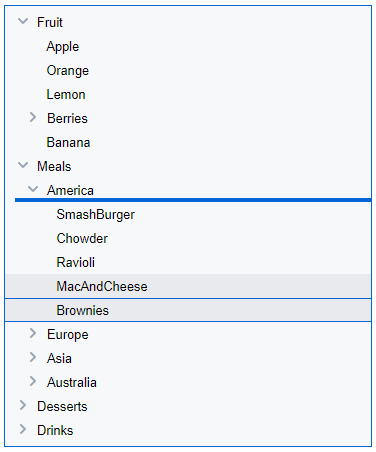 Fruit
Apple
Orange
Lemon
Berries
Banana
Meals
America
SmashBurger
Chowder
Ravioli
MacAndCheese
Brownies
Europe
Asia
Australia
Desserts
Drinks